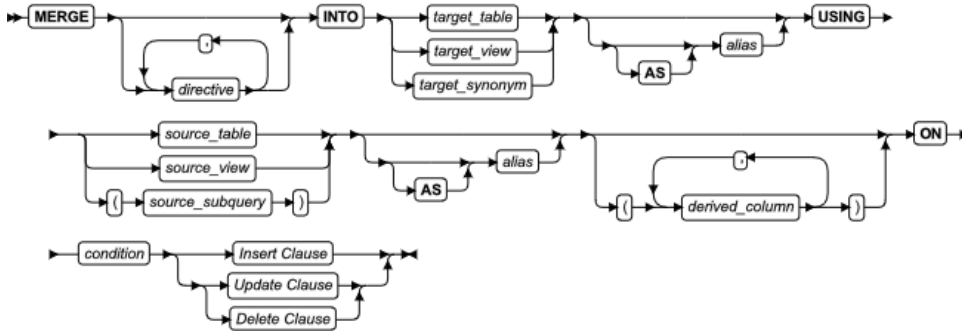 MERGE , directive INTO target_table target_view target_synonym AS alias USING
source_table source_view ( source_subquery ) AS alias ( , derived_column ) ON
condition Insert Clause Update Clause Delete Clause